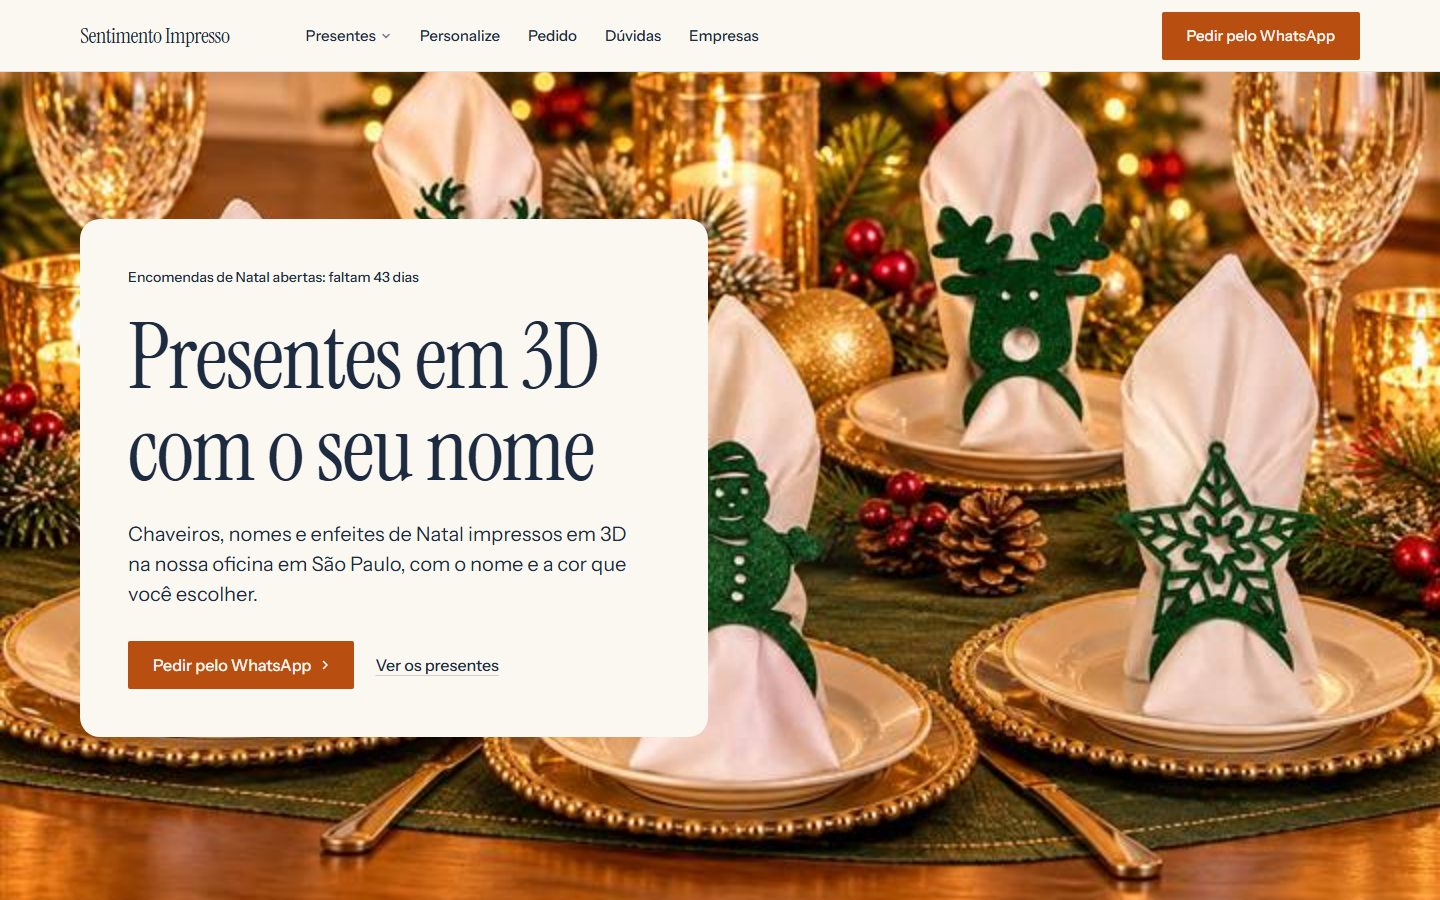 Sentimento Impresso
Presentes
Personalize
Pedido
Dúvidas
Empresas
Pedir pelo WhatsApp
Encomendas de Natal abertas: faltam 43 dias
Presentes em 3D
com o seu nome
Chaveiros, nomes e enfeites de Natal impressos em 3D
na nossa oficina em São Paulo, com o nome e a cor que
você escolher.
Pedir pelo WhatsApp
Ver os presentes